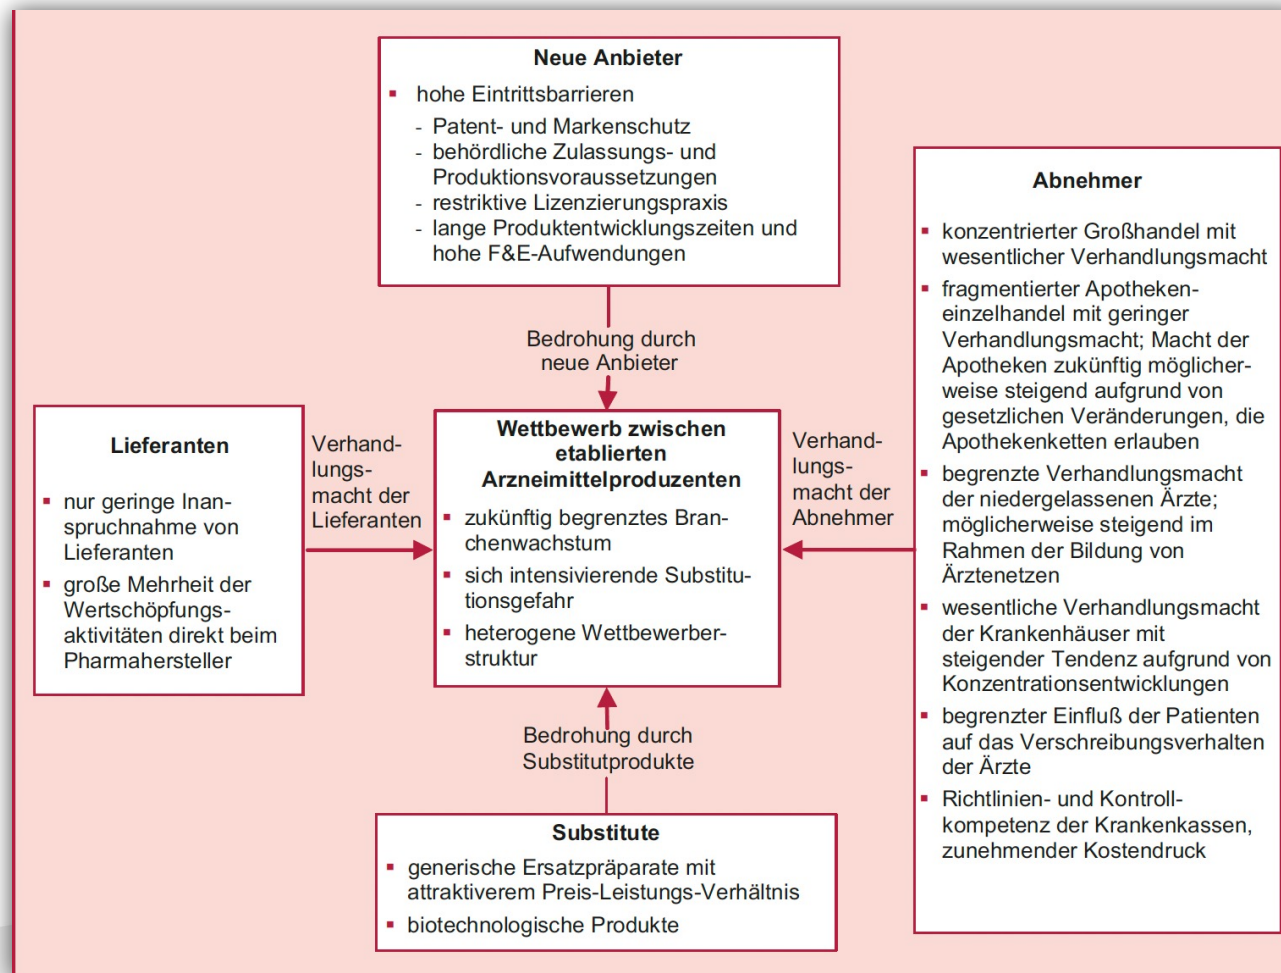 Neue Anbieter
▪ hohe Eintrittsbarrieren
- Patent- und Markenschutz
- behördliche Zulassungs- und
Produktionsvoraussetzungen
- restriktive Lizenzierungspraxis
- lange Produktentwicklungszeiten und
hohe F&E-Aufwendungen
Bedrohung durch
neue Anbieter
Lieferanten
▪ nur geringe Inan-
spruchnahme von
Lieferanten
▪ große Mehrheit der
Wertschöpfungs-
aktivitäten direkt beim
Pharmahersteller
Verhand-
lungs-
macht der
Lieferanten
Wettbewerb zwischen
etablierten
Arzneimittelproduzenten
▪ zukünftig begrenztes Bran-
chenwachstum
▪ sich intensivierende Substitu-
tionsgefahr
▪ heterogene Wettbewerber-
struktur
Verhand-
lungs-
macht der
Abnehmer
Abnehmer
▪ konzentrierter Großhandel mit
wesentlicher Verhandlungsmacht
▪ fragmentierter Apotheken-
einzelhandel mit geringer
Verhandlungsmacht; Macht der
Apotheken zukünftig möglicher-
weise steigend aufgrund von
gesetzlichen Veränderungen, die
Apothekenketten erlauben
▪ begrenzte Verhandlungsmacht
der niedergelassenen Ärzte;
möglicherweise steigend im
Rahmen der Bildung von
Ärztenetzen
▪ wesentliche Verhandlungsmacht
der Krankenhäuser mit
steigender Tendenz aufgrund von
Konzentrationsentwicklungen
▪ begrenzter Einfluß der Patienten
auf das Verschreibungsverhalten
der Ärzte
▪ Richtlinien- und Kontroll-
kompetenz der Krankenkassen,
zunehmender Kostendruck
Bedrohung durch
Substitutprodukte
Substitute
▪ generische Ersatzpräparate mit
attraktiverem Preis-Leistungs-Verhältnis
▪ biotechnologische Produkte